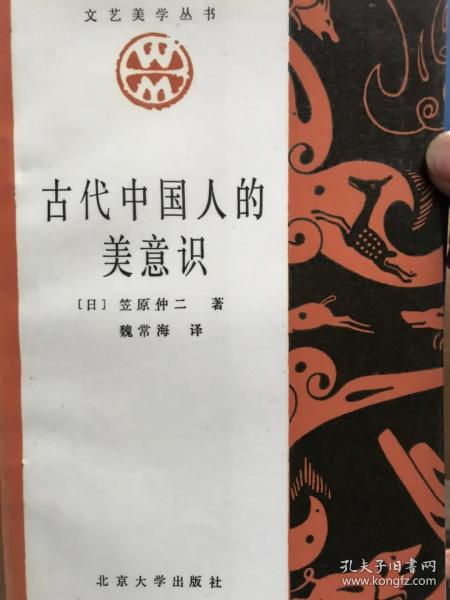 文艺美学丛书
古代中国人的
美意识
〔日〕笠原仲二 著
魏常海 译
北京大学出版社
孔夫子旧书网
www.kongfz.com